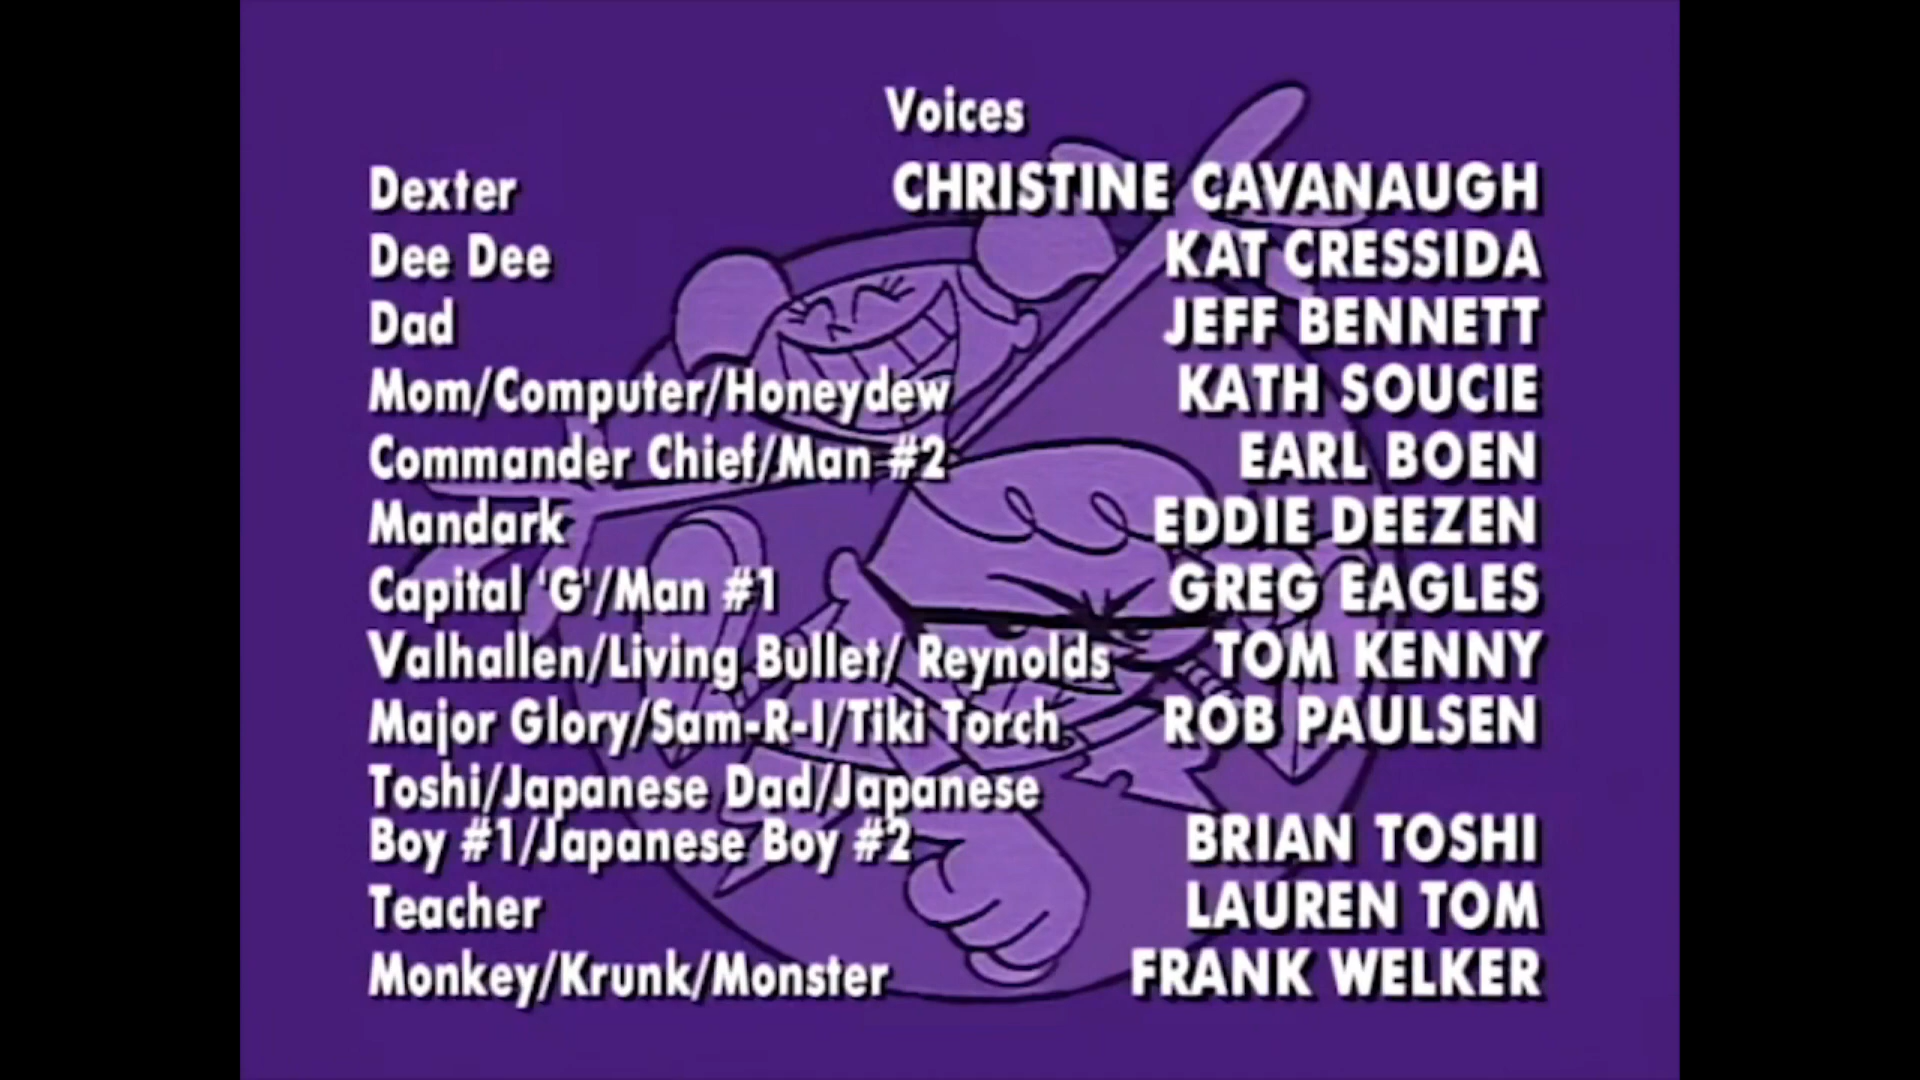 Voices
Dexter CHRISTINE CAVANAUGH
Dee Dee KAT CRESSIDA
Dad JEFF BENNETT
Mom/Computer/Honeydew KATH SOUCIE
Commander Chief/Man #2 EARL BOEN
Mandark EDDIE DEEZEN
Capital 'G'/Man #1 GREG EAGLES
Valhallen/Living Bullet/ Reynolds TOM KENNY
Major Glory/Sam-R-I/Tiki Torch ROB PAULSEN
Toshi/Japanese Dad/Japanese
Boy #1/Japanese Boy #2 BRIAN TOSHI
Teacher LAUREN TOM
Monkey/Krunk/Monster FRANK WELKER